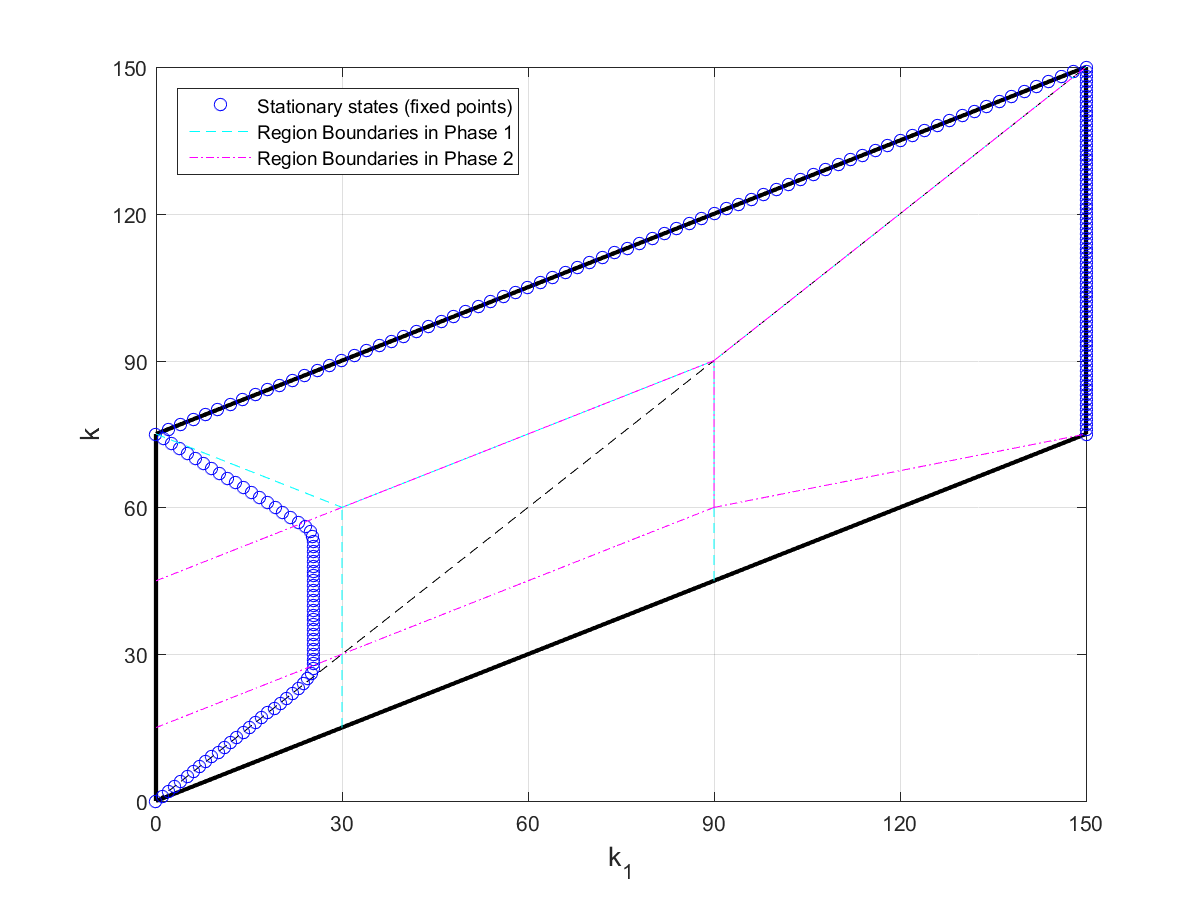 150
Stationary states (fixed points)
Region Boundaries in Phase 1
Region Boundaries in Phase 2
120
90
k
60
30
0
0 30 60 90 120 150
k1